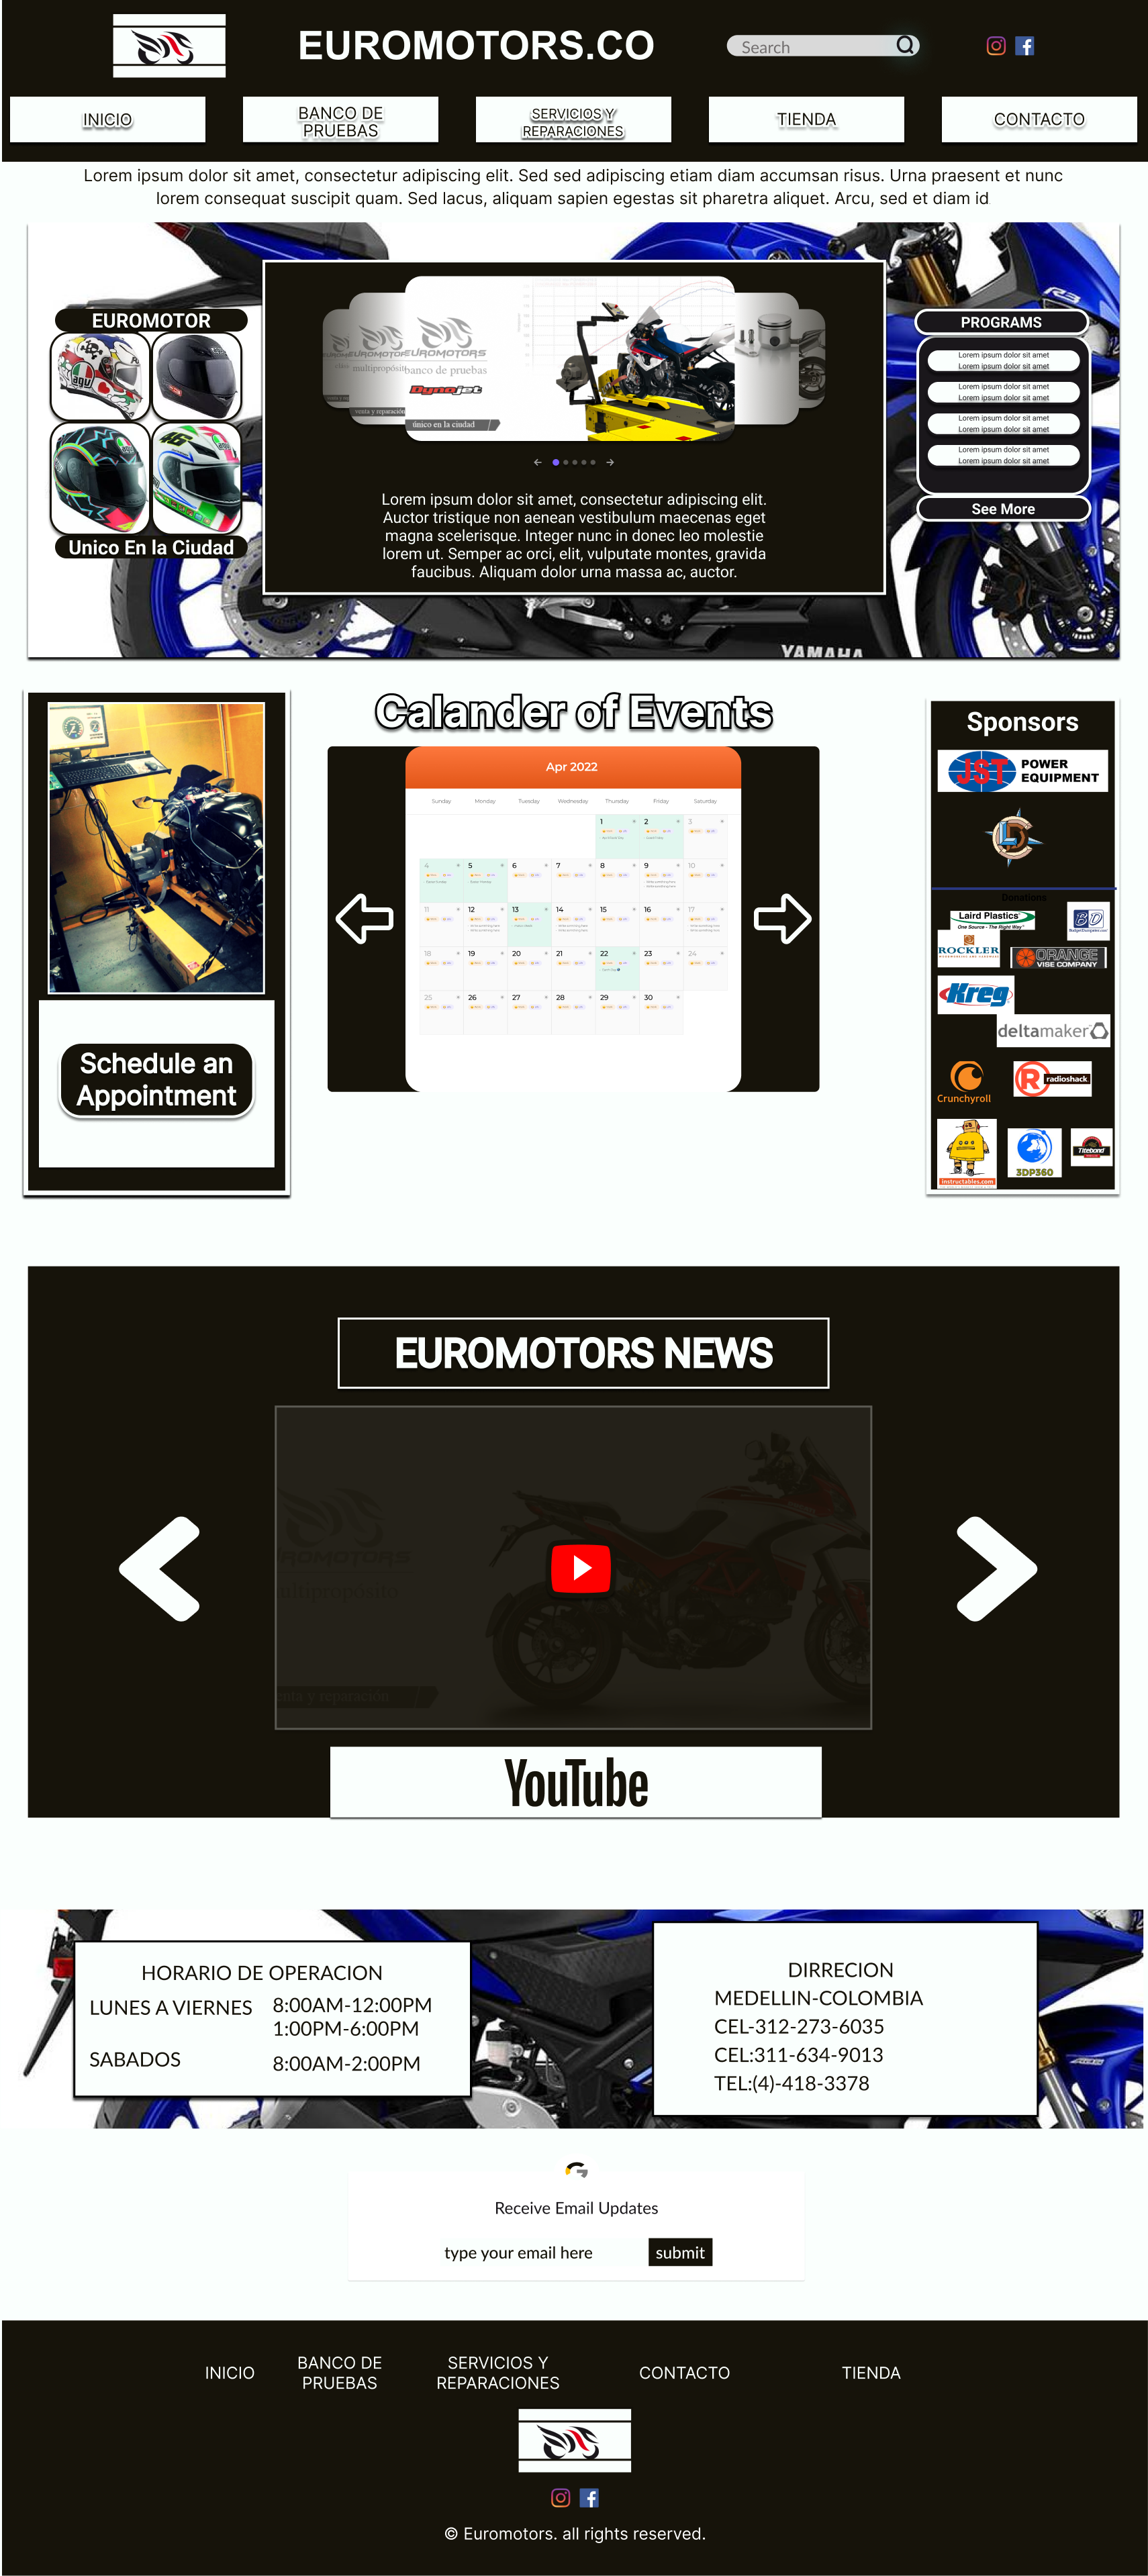 EUROMOTORS.CO
Search
INICIO
BANCO DE
PRUEBAS
SERVICIOS Y
REPARACIONES
TIENDA
CONTACTO
Lorem ipsum dolor sit amet, consectetur adipiscing elit. Sed sed adipiscing etiam diam accumsan risus. Urna praesent et nunc
lorem consequat suscipit quam. Sed lacus, aliquam sapien egestas sit pharetra aliquet. Arcu, sed et diam id
EUROMOTOR
agv
46
Unico En la Ciudad
EUROMOTORS
multipropósito
banco de pruebas
Dynojet
venta y reparación
único en la ciudad
Lorem ipsum dolor sit amet, consectetur adipiscing elit.
Auctor tristique non aenean vestibulum maecenas eget
magna scelerisque. Integer nunc in donec leo molestie
lorem ut. Semper ac orci, elit, vulputate montes, gravida
faucibus. Aliquam dolor urna massa ac, auctor.
R3
PROGRAMS
Lorem ipsum dolor sit amet
Lorem ipsum dolor sit amet
Lorem ipsum dolor sit amet
Lorem ipsum dolor sit amet
Lorem ipsum dolor sit amet
Lorem ipsum dolor sit amet
Lorem ipsum dolor sit amet
Lorem ipsum dolor sit amet
See More
YAMAHA
Schedule an
Appointment
Calander of Events
Apr 2022
Sunday Monday Tuesday Wednesday Thursday Friday Saturday
1 2 3
4 5 6 7 8 9 10
11 12 13 14 15 16 17
18 19 20 21 22 23 24
25 26 27 28 29 30
Sponsors
JST POWER
EQUIPMENT
LDC
Donations
Laird Plastics
One Source - The Right Way
BD
ROCKLER
ORANGE
VISE COMPANY
Kreg
deltamaker
Crunchyroll
R radioshack
instructables.com
3DP360
Titebond
EUROMOTORS NEWS
ROMOTORS
ultipropósito
enta y reparación
YouTube
HORARIO DE OPERACION
LUNES A VIERNES 8:00AM-12:00PM
1:00PM-6:00PM
SABADOS 8:00AM-2:00PM
DIRRECION
MEDELLIN-COLOMBIA
CEL-312-273-6035
CEL:311-634-9013
TEL:(4)-418-3378
Receive Email Updates
type your email here submit
INICIO
BANCO DE
PRUEBAS
SERVICIOS Y
REPARACIONES
CONTACTO
TIENDA
© Euromotors. all rights reserved.